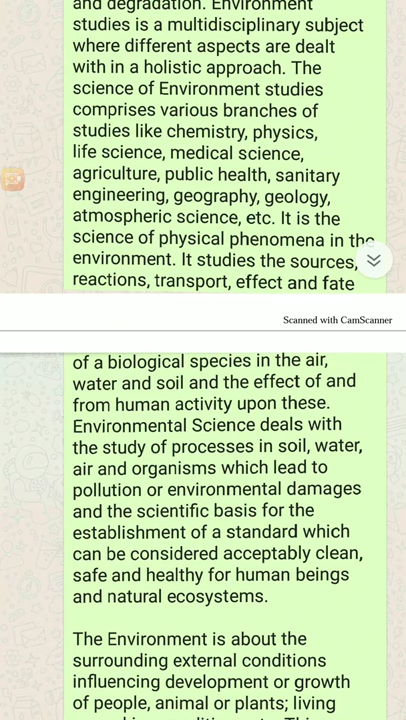 and degradation. Environment
studies is a multidisciplinary subject
where different aspects are dealt
with in a holistic approach. The
science of Environment studies
comprises various branches of
studies like chemistry, physics,
life science, medical science,
agriculture, public health, sanitary
engineering, geography, geology,
atmospheric science, etc. It is the
science of physical phenomena in the
environment. It studies the sources,
reactions, transport, effect and fate
Scanned with CamScanner
of a biological species in the air,
water and soil and the effect of and
from human activity upon these.
Environmental Science deals with
the study of processes in soil, water,
air and organisms which lead to
pollution or environmental damages
and the scientific basis for the
establishment of a standard which
can be considered acceptably clean,
safe and healthy for human beings
and natural ecosystems.
The Environment is about the
surrounding external conditions
influencing development or growth
of people, animal or plants; living